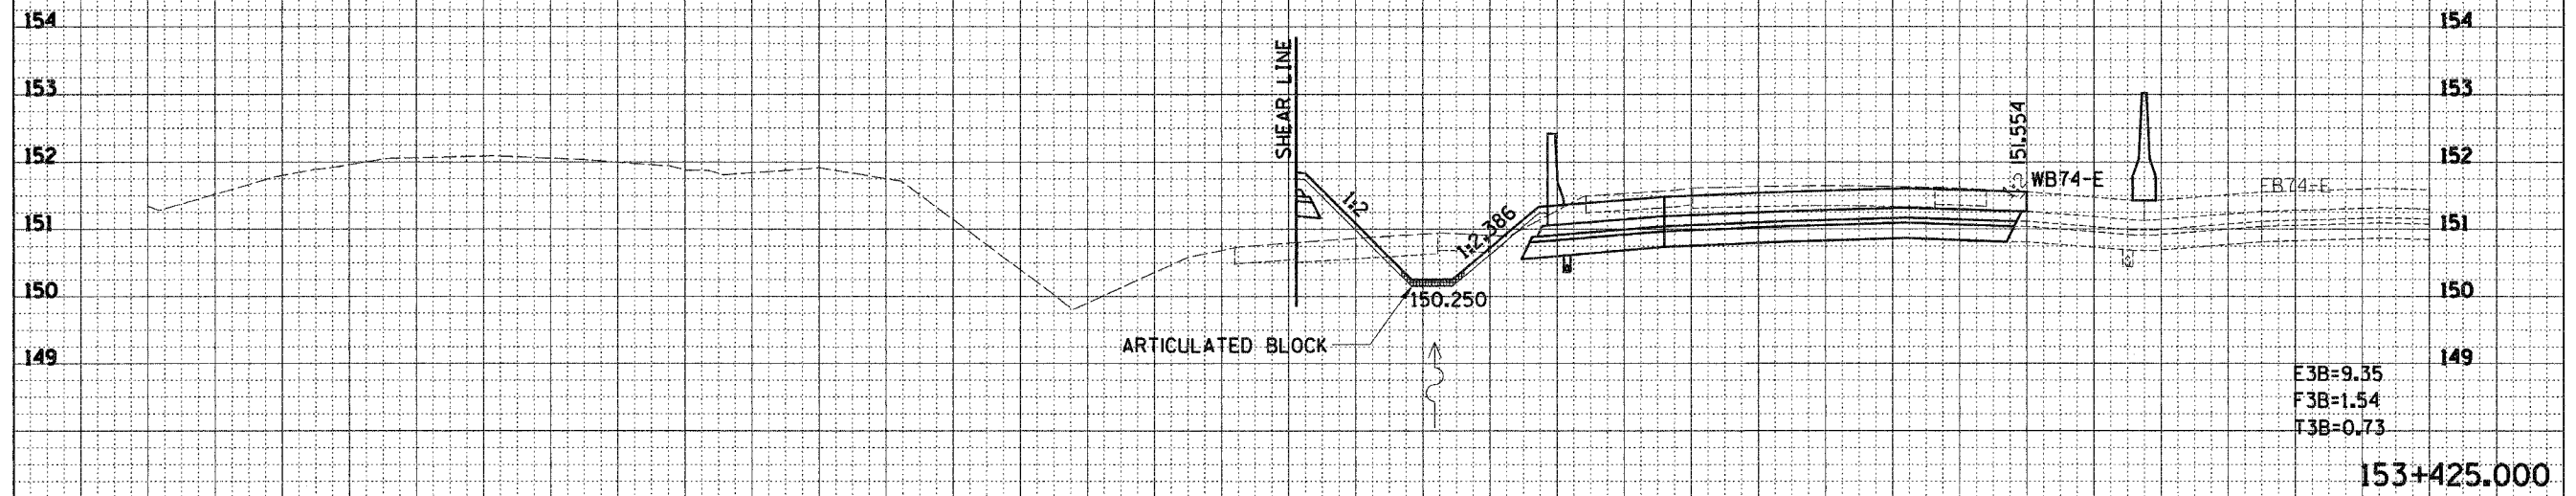 154
154
153
153
152
152
151
151
150
150
149
149
SHEAR LINE
1:2
1:2.386
151.554
WB74-E
EB74-E
150.250
ARTICULATED BLOCK
E3B=9.35
F3B=1.54
T3B=0.73
153+425.000